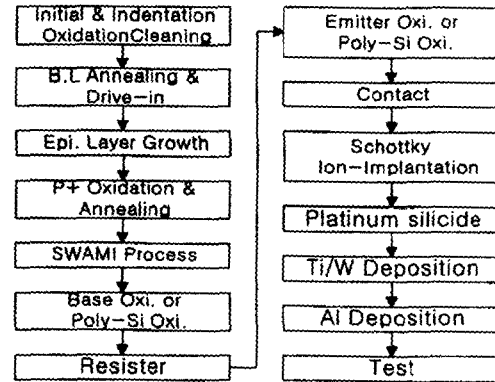 Initial & Indentation
OxidationCleaning
B.L Annealing &
Drive-in
Epi. Layer Growth
P+ Oxidation &
Annealing
SWAMI Process
Base Oxi. or
Poly-Si Oxi.
Resister
Emitter Oxi. or
Poly-Si Oxi.
Contact
Schottky
Ion-Implantation
Platinum silicide
Ti/W Deposition
Al Deposition
Test